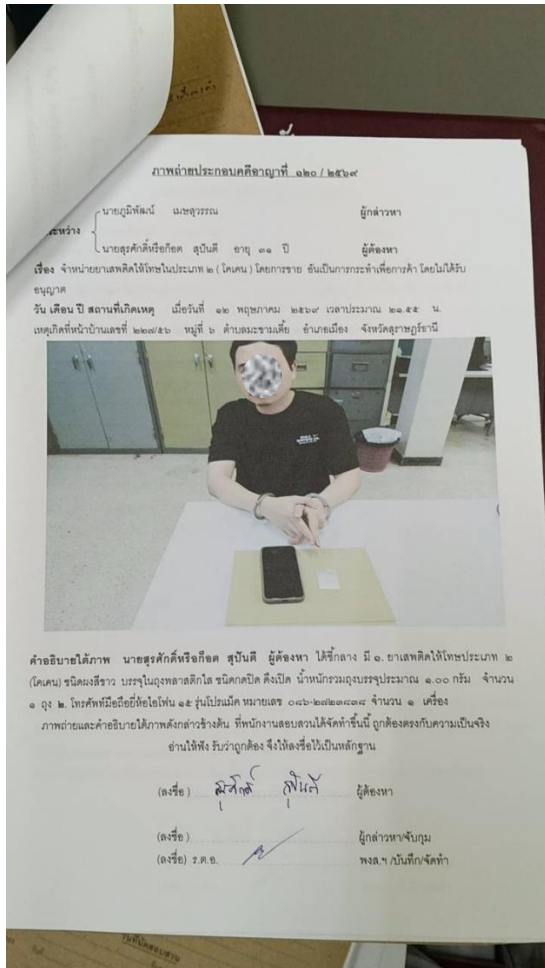 ภาพถ่ายประกอบคดีอาญาที่ ๑๒๐ / ๒๕๖๙
นายภูมิพัฒน์ เมษสุวรรณ ผู้กล่าวหา
ระหว่าง
นายสุรศักดิ์หรือก็อต สุปันตี อายุ ๓๑ ปี ผู้ต้องหา
เรื่อง จำหน่ายยาเสพติดให้โทษในประเภท ๒ ( โคเคน ) โดยการขาย อันเป็นการกระทำเพื่อการค้า โดยไม่ได้รับ
อนุญาต
วัน เดือน ปี สถานที่เกิดเหตุ เมื่อวันที่ ๑๒ พฤษภาคม ๒๕๖๙ เวลาประมาณ ๒๑.๕๕ น.
เหตุเกิดที่หน้าบ้านเลขที่ ๒๒๗/๕๖ หมู่ที่ ๖ ตำบลมะขามเตี้ย อำเภอเมือง จังหวัดสุราษฎร์ธานี
คำอธิบายใต้ภาพ นายสุรศักดิ์หรือก็อต สุปันตี ผู้ต้องหา ได้ชี้กลาง มี ๑. ยาเสพติดให้โทษประเภท ๒
(โคเคน) ชนิดผงสีขาว บรรจุในถุงพลาสติกใส ชนิดกดปิด ดึงเปิด น้ำหนักรวมถุงบรรจุประมาณ ๑.๐๐ กรัม จำนวน
๑ ถุง ๒. โทรศัพท์มือถือยี่ห้อไอโฟน ๑๕ รุ่นโปรแม็ค หมายเลข ๐๘๖-๒๗๒๓๘๓๘ จำนวน ๑ เครื่อง
ภาพถ่ายและคำอธิบายใต้ภาพดังกล่าวข้างต้น ที่พนักงานสอบสวนได้จัดทำขึ้นนี้ ถูกต้องตรงกับความเป็นจริง
อ่านให้ฟัง รับว่าถูกต้อง จึงให้ลงชื่อไว้เป็นหลักฐาน
(ลงชื่อ) สุรศักดิ์ สุปันตี ผู้ต้องหา
(ลงชื่อ) ผู้กล่าวหา/จับกุม
(ลงชื่อ) ร.ต.อ. พงส.ฯ /บันทึก/จัดทำ